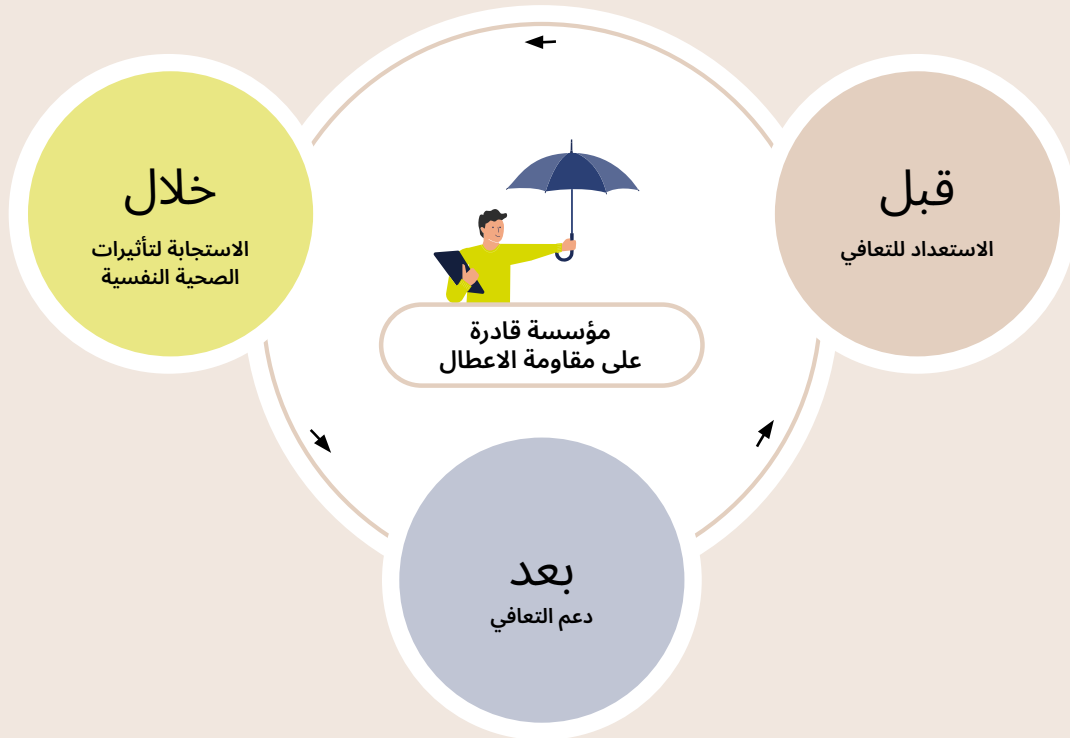 قبل
الاستعداد للتعافي
خلال
الاستجابة لتأثيرات
الصحية النفسية
مؤسسة قادرة
على مقاومة الاعطال
بعد
دعم التعافي